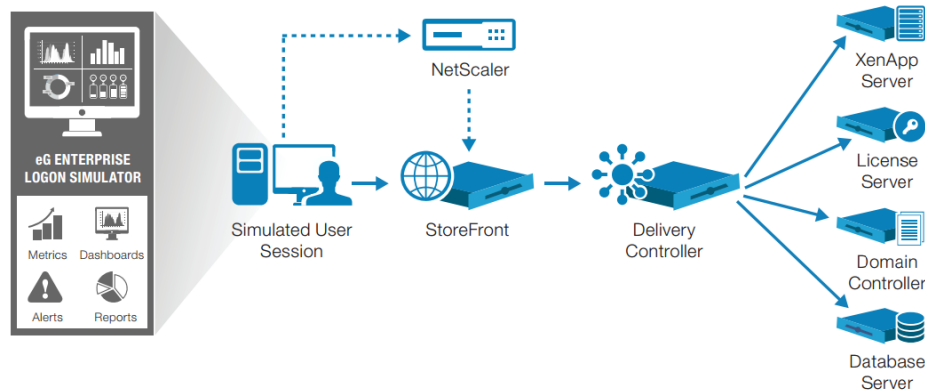 eG ENTERPRISE
LOGON SIMULATOR
Metrics
Dashboards
Alerts
Reports
Simulated User
Session
NetScaler
StoreFront
Delivery
Controller
XenApp
Server
License
Server
Domain
Controller
Database
Server